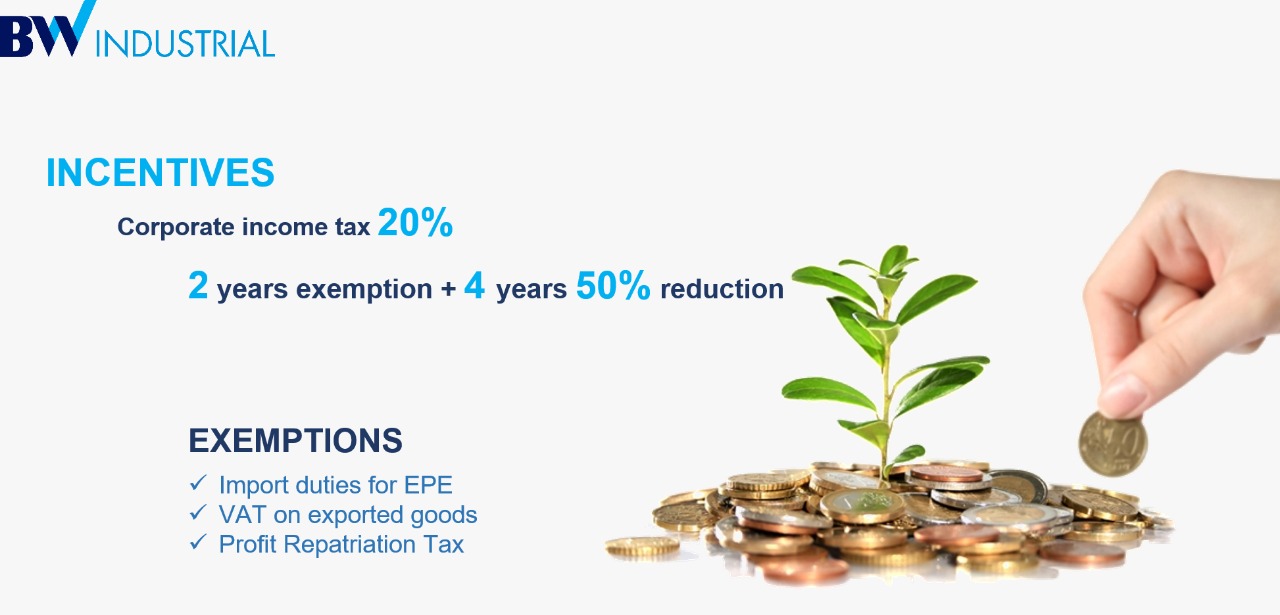 BW INDUSTRIAL
INCENTIVES
Corporate income tax 20%
2 years exemption + 4 years 50% reduction
EXEMPTIONS
✓ Import duties for EPE
✓ VAT on exported goods
✓ Profit Repatriation Tax
10